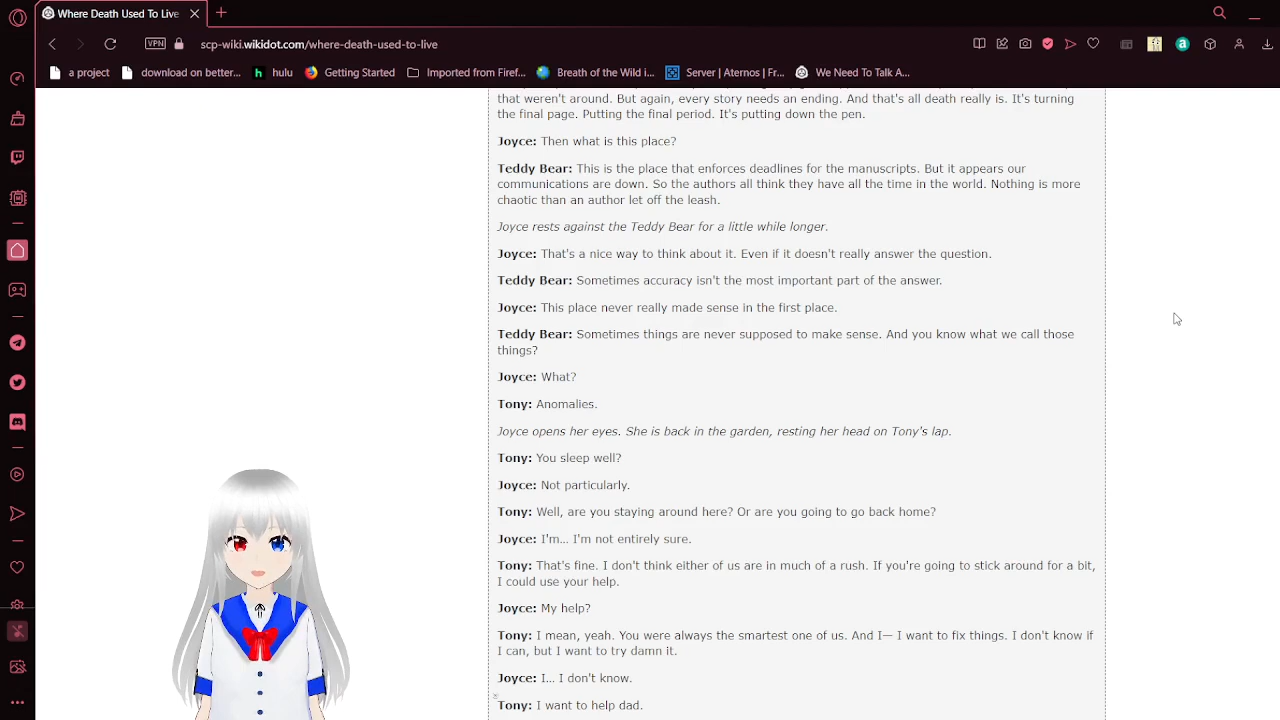 Where Death Used To Live
VPN
scp-wiki.wikidot.com/where-death-used-to-live
a project
download on better...
hulu
Getting Started
Imported from Firef...
Breath of the Wild i...
Server | Aternos | Fr...
We Need To Talk A...
that weren't around. But again, every story needs an ending. And that's all death really is. It's turning
the final page. Putting the final period. It's putting down the pen.
Joyce: Then what is this place?
Teddy Bear: This is the place that enforces deadlines for the manuscripts. But it appears our
communications are down. So the authors all think they have all the time in the world. Nothing is more
chaotic than an author let off the leash.
Joyce rests against the Teddy Bear for a little while longer.
Joyce: That's a nice way to think about it. Even if it doesn't really answer the question.
Teddy Bear: Sometimes accuracy isn't the most important part of the answer.
Joyce: This place never really made sense in the first place.
Teddy Bear: Sometimes things are never supposed to make sense. And you know what we call those
things?
Joyce: What?
Tony: Anomalies.
Joyce opens her eyes. She is back in the garden, resting her head on Tony's lap.
Tony: You sleep well?
Joyce: Not particularly.
Tony: Well, are you staying around here? Or are you going to go back home?
Joyce: I'm... I'm not entirely sure.
Tony: That's fine. I don't think either of us are in much of a rush. If you're going to stick around for a bit,
I could use your help.
Joyce: My help?
Tony: I mean, yeah. You were always the smartest one of us. And I— I want to fix things. I don't know if
I can, but I want to try damn it.
Joyce: I... I don't know.
Tony: I want to help dad.